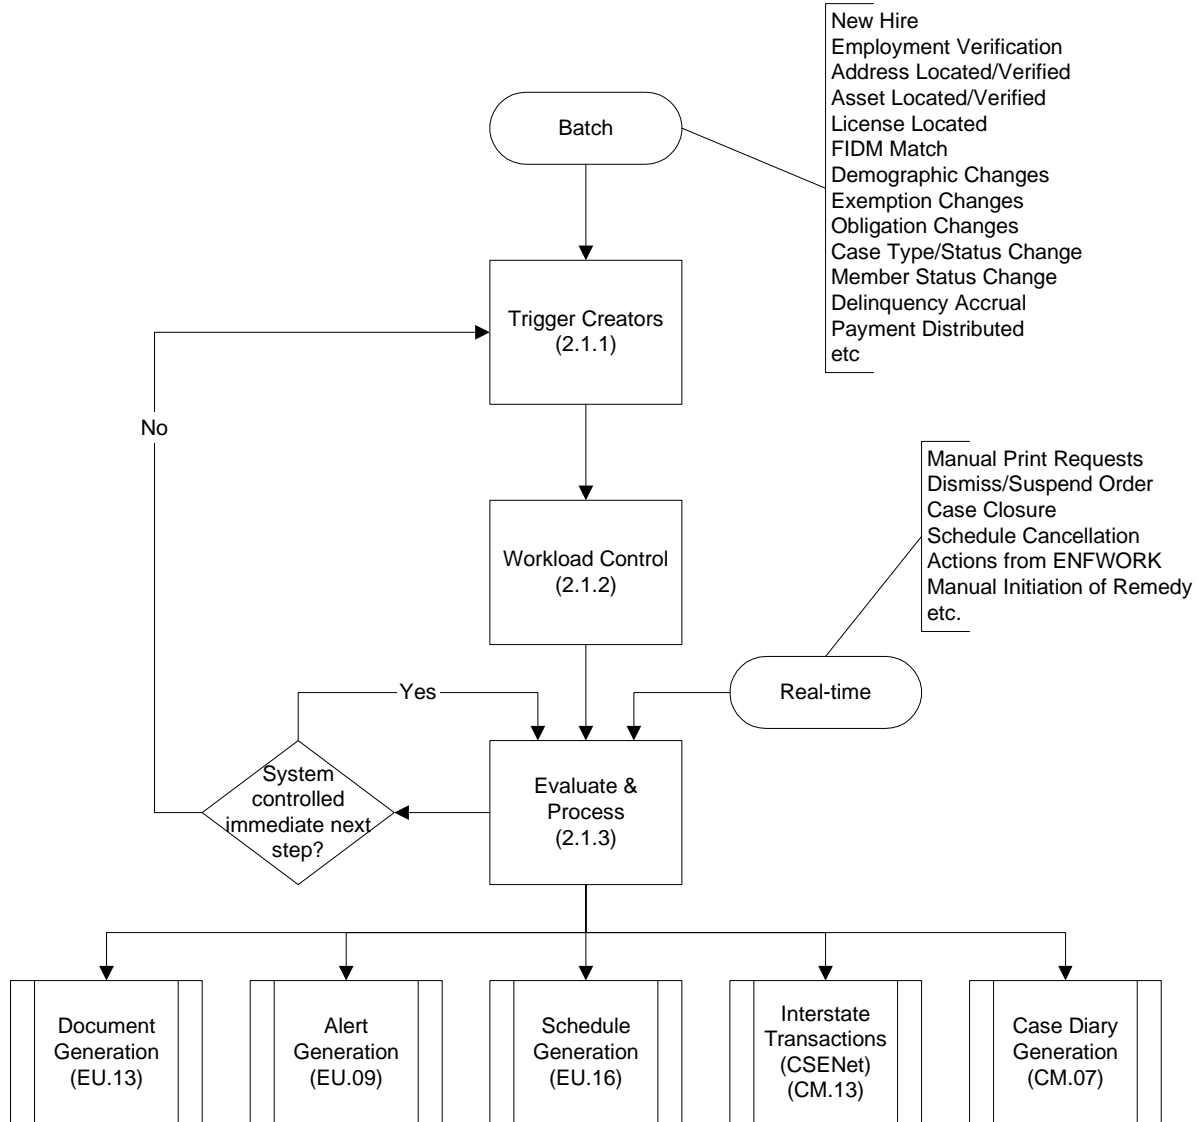 New Hire
Employment Verification
Address Located/Verified
Asset Located/Verified
License Located
FIDM Match
Demographic Changes
Exemption Changes
Obligation Changes
Case Type/Status Change
Member Status Change
Delinquency Accrual
Payment Distributed
etc
Batch
Trigger Creators
(2.1.1)
No
Manual Print Requests
Dismiss/Suspend Order
Case Closure
Schedule Cancellation
Actions from ENFWORK
Manual Initiation of Remedy
etc.
Workload Control
(2.1.2)
Yes
Real-time
System
controlled
immediate next
step?
Evaluate &
Process
(2.1.3)
Document
Generation
(EU.13)
Alert
Generation
(EU.09)
Schedule
Generation
(EU.16)
Interstate
Transactions
(CSENet)
(CM.13)
Case Diary
Generation
(CM.07)